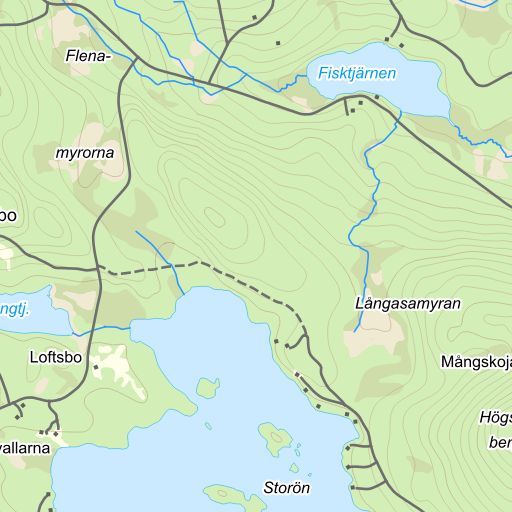 Flena-
Fisktjärnen
myrorna
bo
ngtj.
Långasamyran
Loftsbo
Mångskoja
Högs
ber
vallarna
Storön